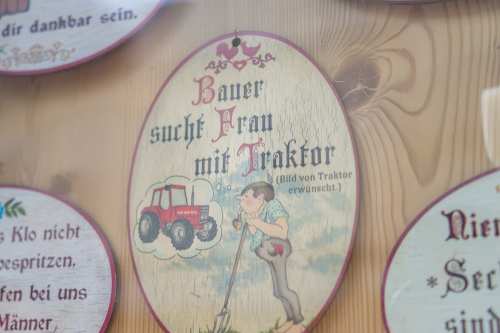 dir dankbar sein.
Bauer
sucht Frau
mit Traktor
(Bild von Traktor
erwünscht.)
s Klo nicht
bespritzen,
fen bei uns
Männer,
Nien
*Sec
sind